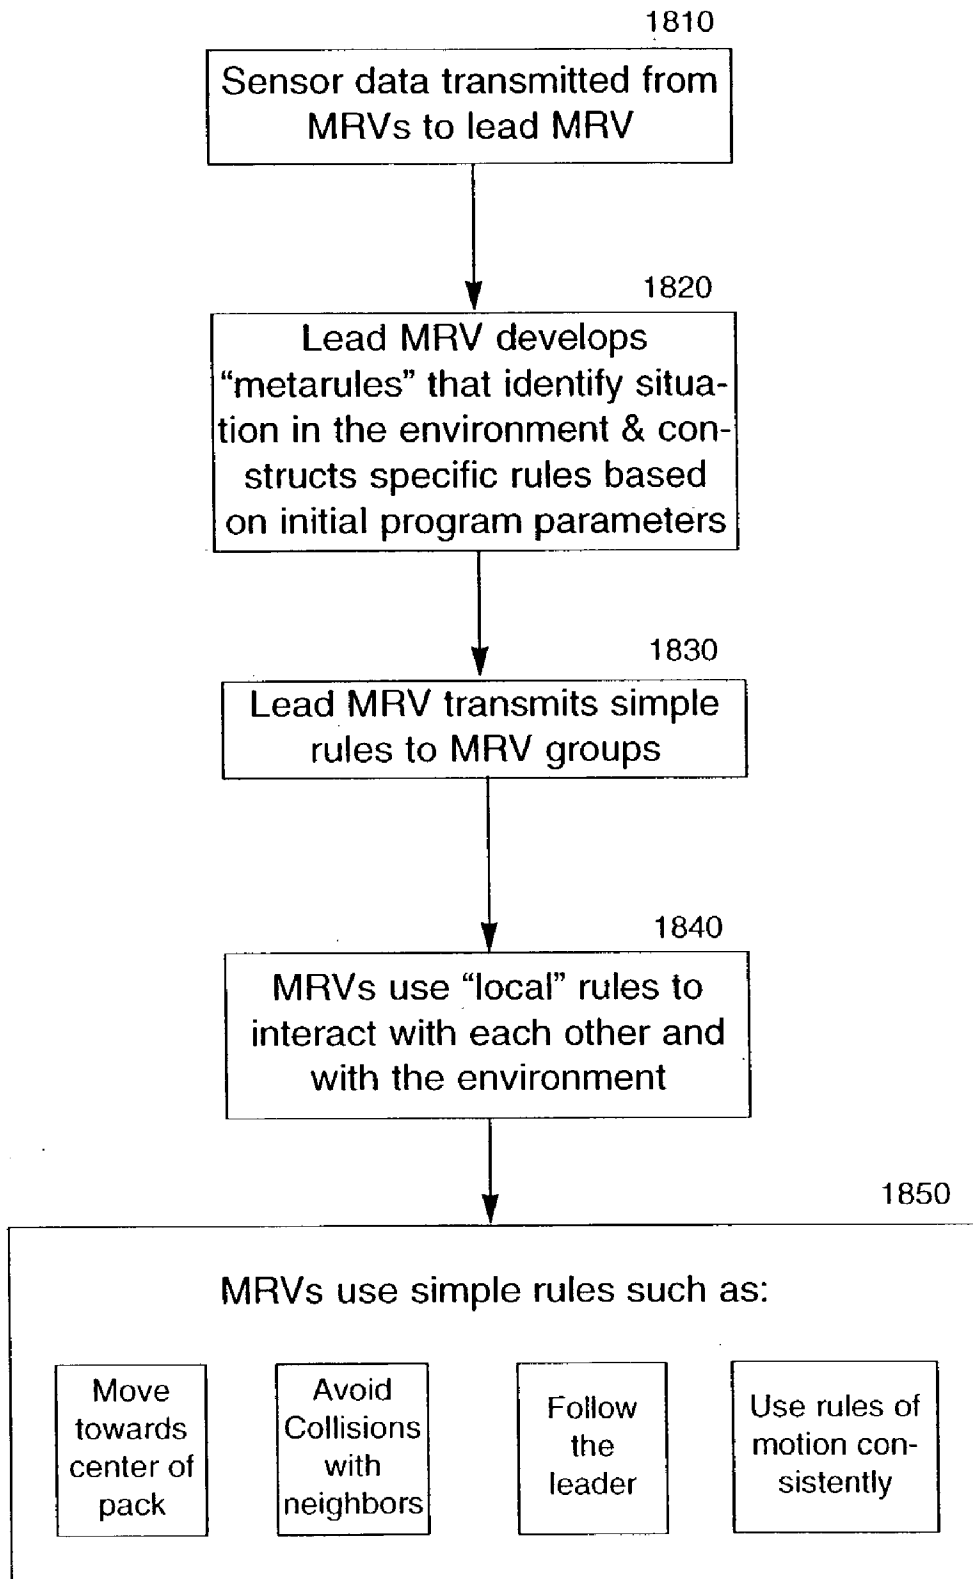 1810
Sensor data transmitted from
MRVs to lead MRV
1820
Lead MRV develops
“metarules” that identify situa-
tion in the environment & con-
structs specific rules based
on initial program parameters
1830
Lead MRV transmits simple
rules to MRV groups
1840
MRVs use “local” rules to
interact with each other and
with the environment
1850
MRVs use simple rules such as:
Move
towards
center of
pack
Avoid
Collisions
with
neighbors
Follow
the
leader
Use rules of
motion con-
sistently